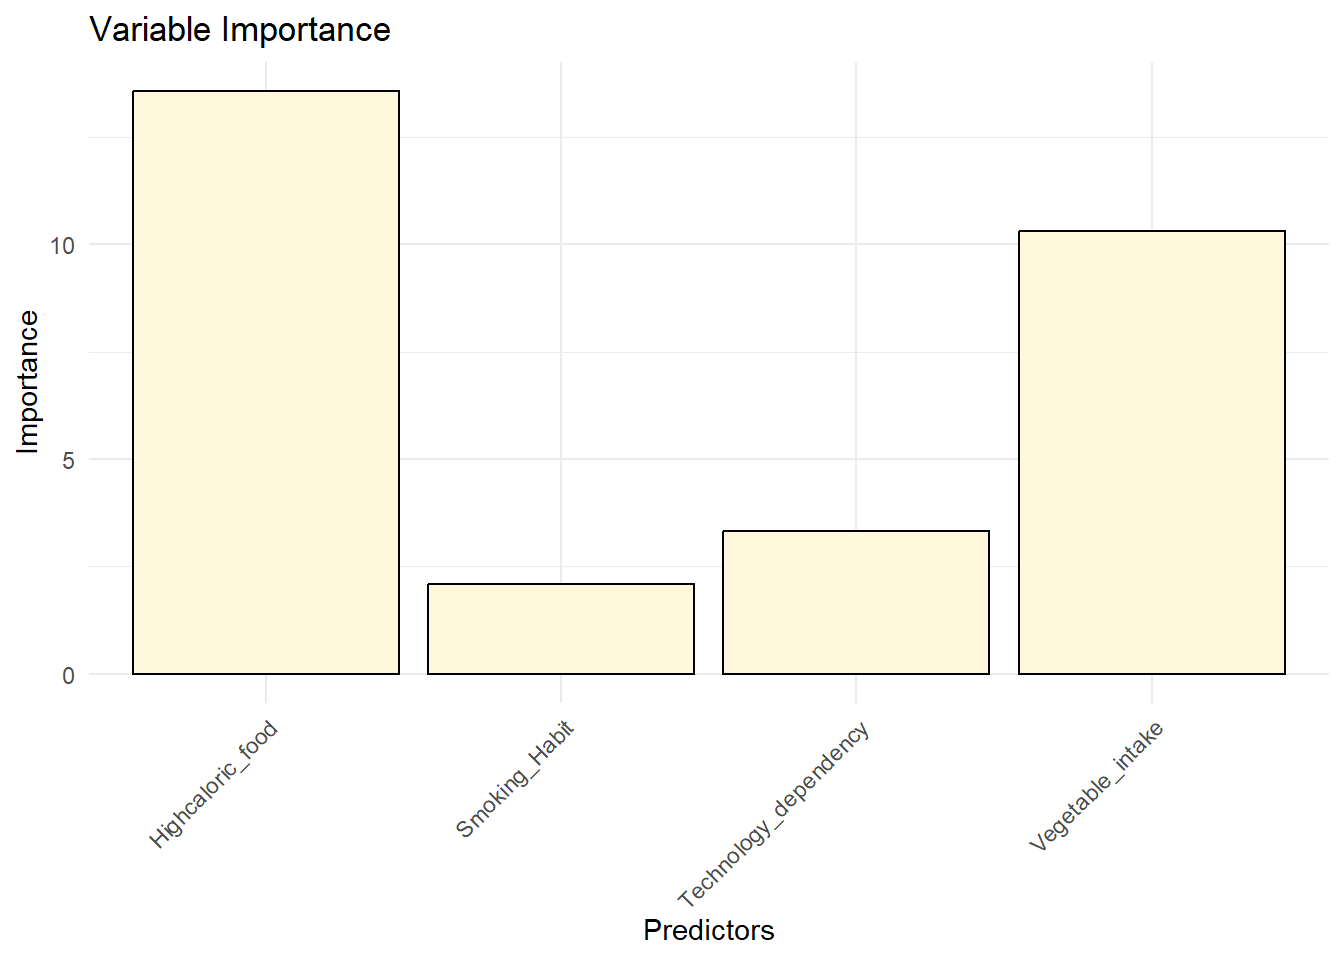 Variable Importance
Importance
10
5
0
Highcaloric_food
Smoking_Habit
Technology_dependency
Vegetable_intake
Predictors